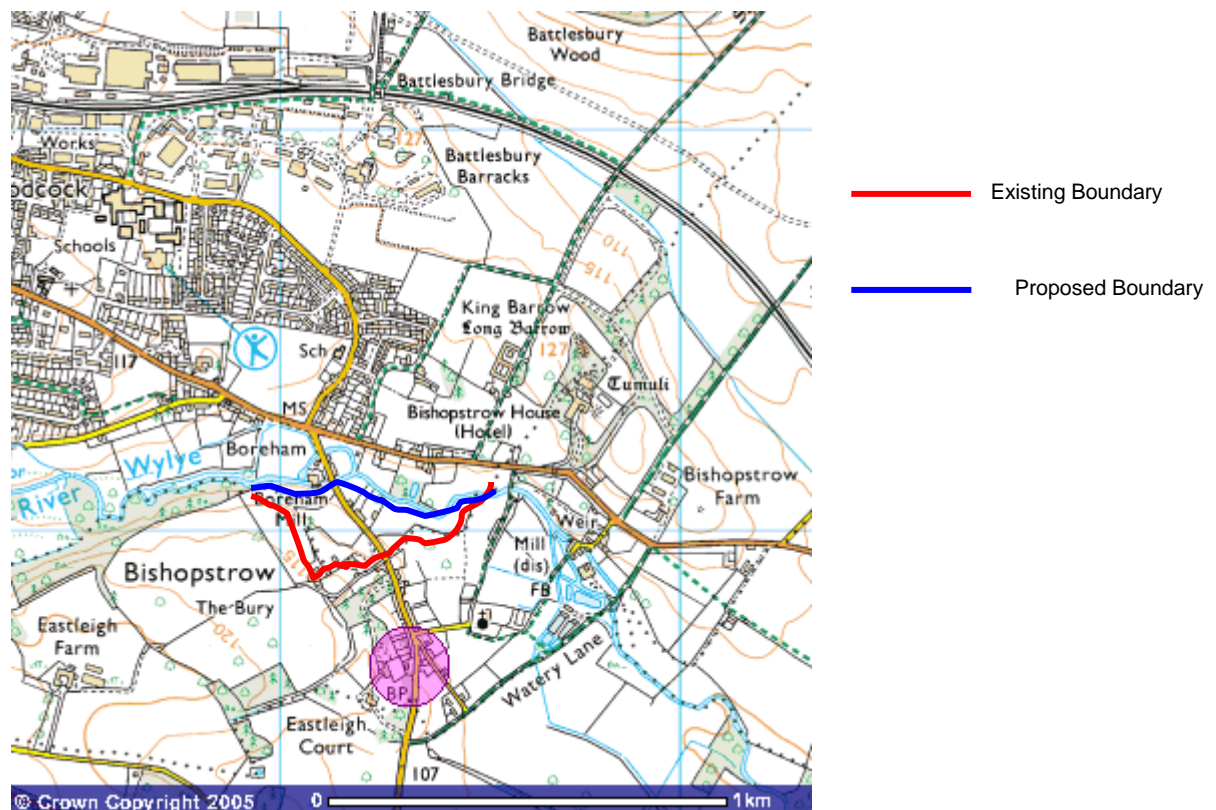 Battlesbury
Wood
Battlesbury Bridge
Works
127
Battlesbury
Barracks
odcock
Schools
110
115
King Barrow
Long Barrow
127
Sch
117
Tumuli
MS
Bishopstrow House
(Hotel)
Boreham
Wylye
River
Bishopstrow
Farm
Boreham
Mill
Weir
Mill
(dis)
115
Bishopstrow
FB
The Bury
120
Eastleigh
Farm
Watery Lane
BP
Eastleigh
Court
107
© Crown Copyright 2005
0
1km
Existing Boundary
Proposed Boundary